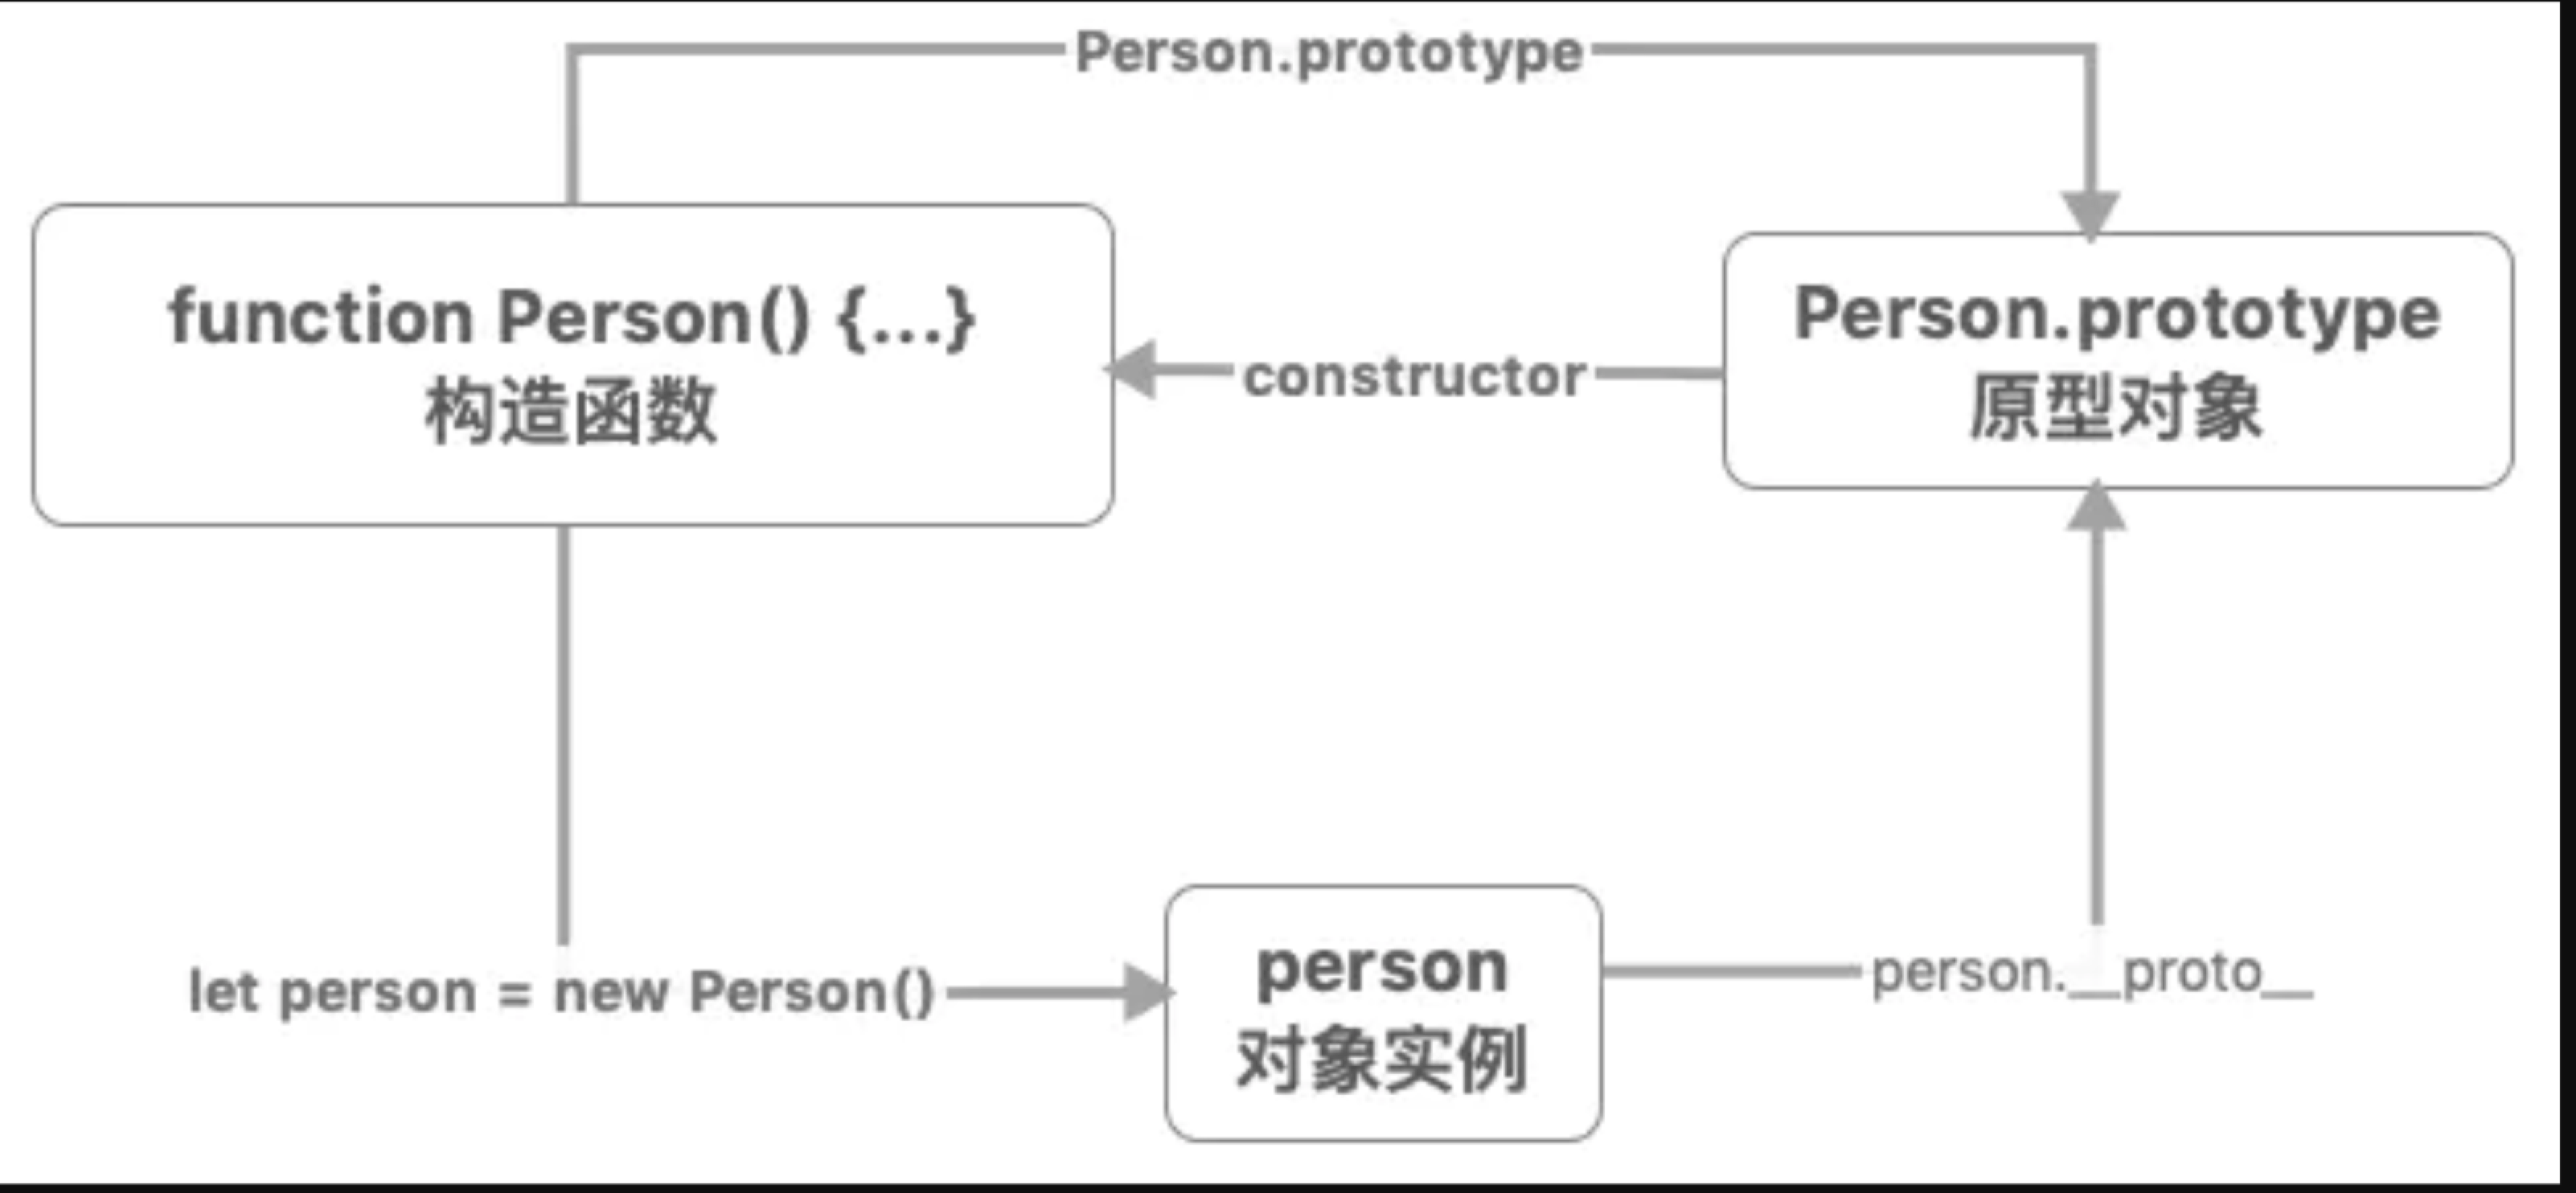 Person.prototype
function Person() {...}
构造函数
constructor
Person.prototype
原型对象
let person = new Person()
person
对象实例
person.__proto__